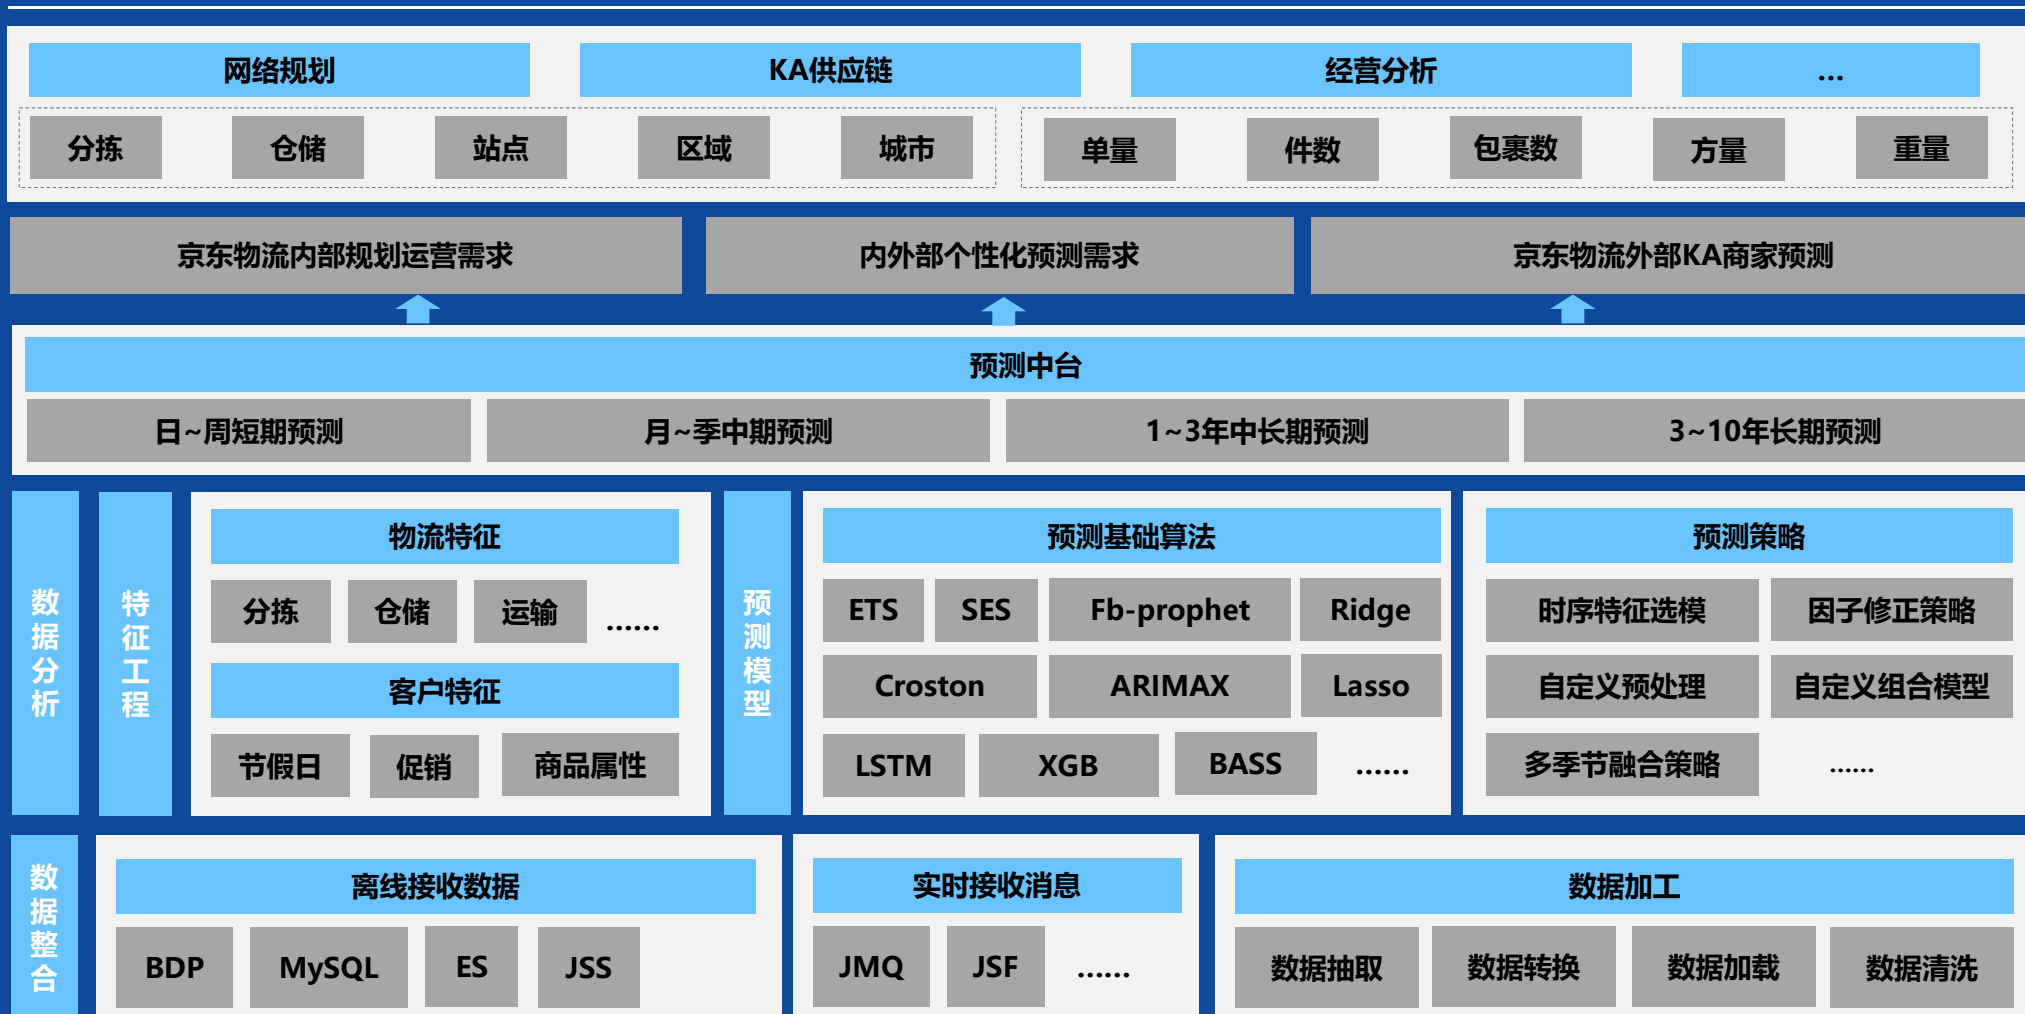 网络规划
KA供应链
经营分析
...
分拣
仓储
站点
区域
城市
单量
件数
包裹数
方量
重量
京东物流内部规划运营需求
内外部个性化预测需求
京东物流外部KA商家预测
预测中台
日~周短期预测
月~季中期预测
1~3年中长期预测
3~10年长期预测
数据分析
特征工程
物流特征
分拣
仓储
运输
......
客户特征
节假日
促销
商品属性
预测模型
预测基础算法
ETS
SES
Fb-prophet
Ridge
Croston
ARIMAX
Lasso
LSTM
XGB
BASS
......
预测策略
时序特征选模
因子修正策略
自定义预处理
自定义组合模型
多季节融合策略
......
数据整合
离线接收数据
BDP
MySQL
ES
JSS
实时接收消息
JMQ
JSF
......
数据加工
数据抽取
数据转换
数据加载
数据清洗